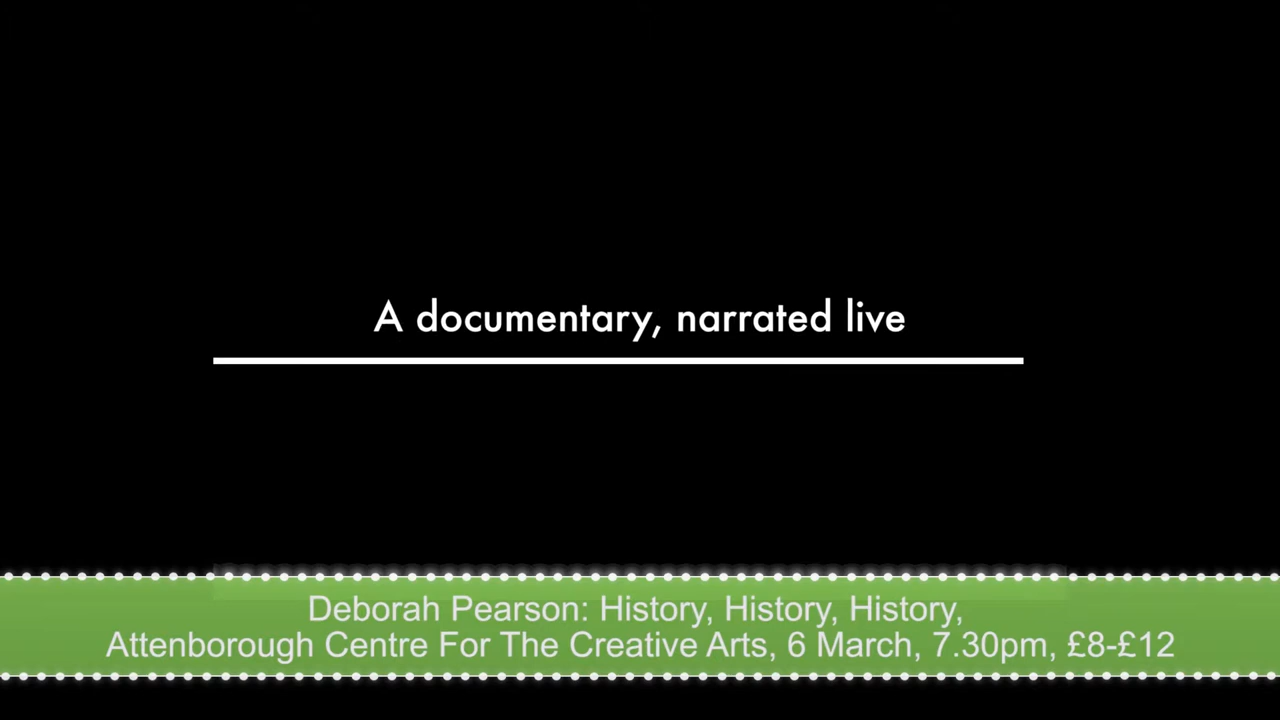 A documentary, narrated live
Deborah Pearson: History, History, History,
Attenborough Centre For The Creative Arts, 6 March, 7.30pm, £8-£12